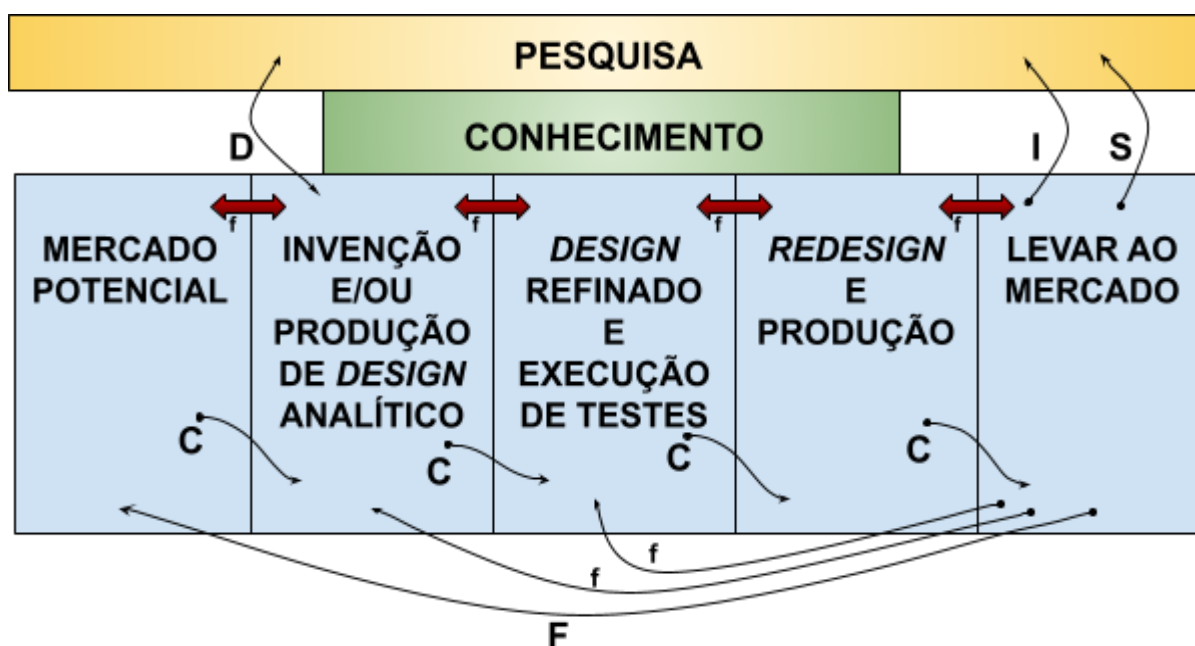 PESQUISA
CONHECIMENTO
D
I
S
f
f
f
f
MERCADO
POTENCIAL
INVENÇÃO
E/OU
PRODUÇÃO
DE DESIGN
ANALÍTICO
DESIGN
REFINADO
E
EXECUÇÃO
DE TESTES
REDESIGN
E
PRODUÇÃO
LEVAR AO
MERCADO
C
C
C
C
f
f
F